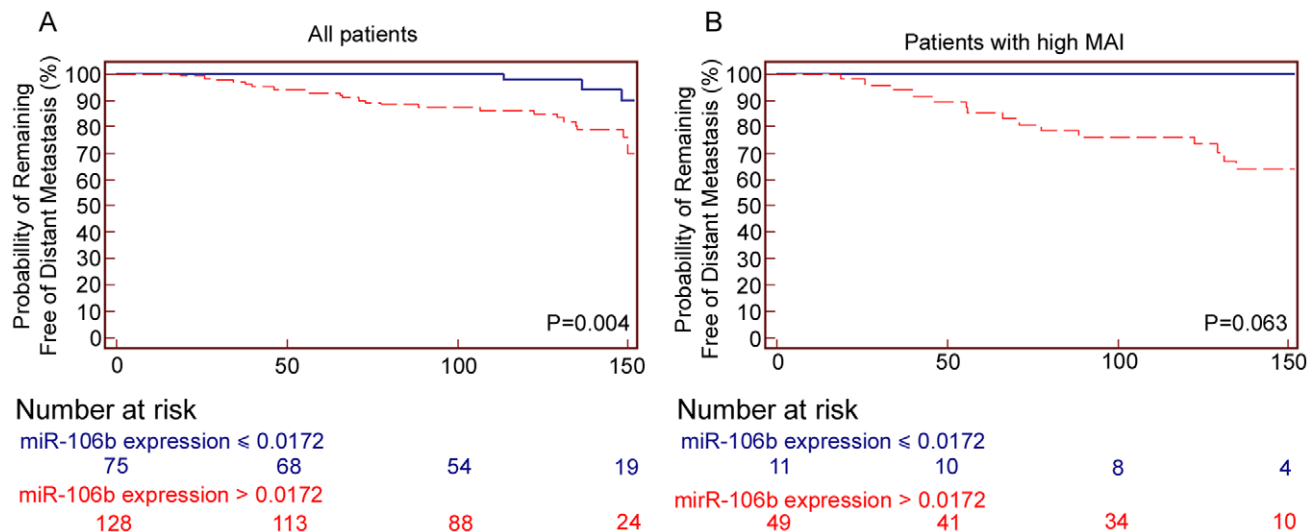 A
All patients
Probabillity of Remaining
Free of Distant Metastasis (%)
100
90
80
70
60
50
40
30
20
10
0
P=0.004
0 50 100 150
Number at risk
miR-106b expression ≤ 0.0172
75 68 54 19
miR-106b expression > 0.0172
128 113 88 24
B
Patients with high MAI
Probabillity of Remaining
Free of Distant Metastasis (%)
100
90
80
70
60
50
40
30
20
10
0
P=0.063
0 50 100 150
Number at risk
miR-106b expression ≤ 0.0172
11 10 8 4
mirR-106b expression > 0.0172
49 41 34 10